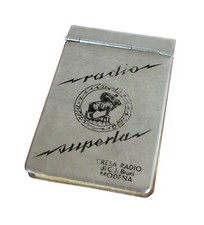 radio
superla
CRESA RADIO
di C. I. Bruni
MODENA